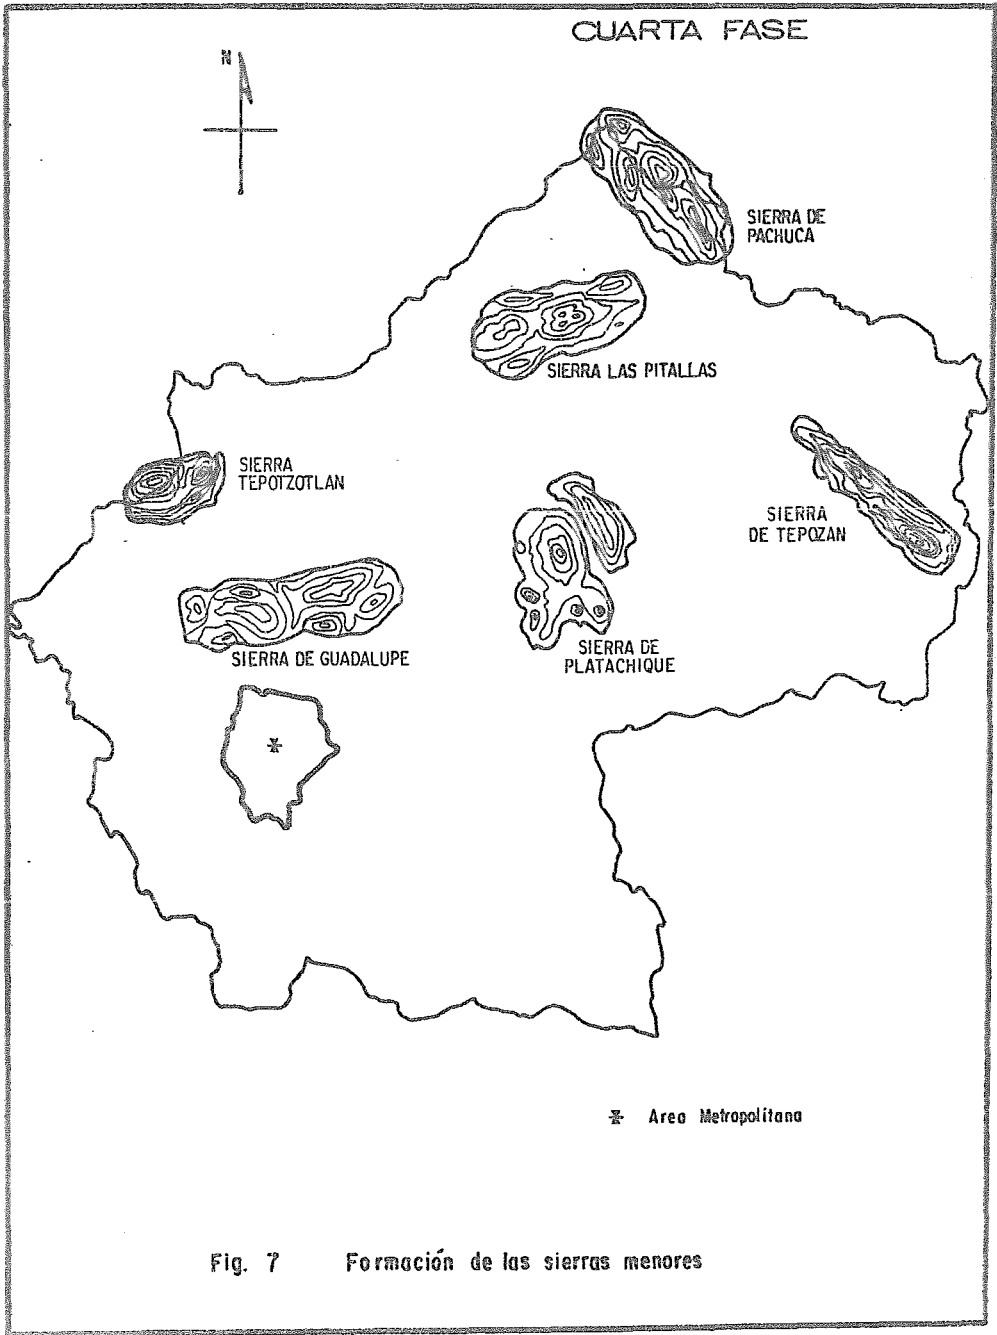 CUARTA FASE
N
SIERRA DE
PACHUCA
SIERRA LAS PITALLAS
SIERRA
TEPOTZOTLAN
SIERRA
DE TEPOZAN
SIERRA DE GUADALUPE
SIERRA DE
PLATACHIQUE
Area Metropolitana
Fig. 7 Formación de las sierras menores